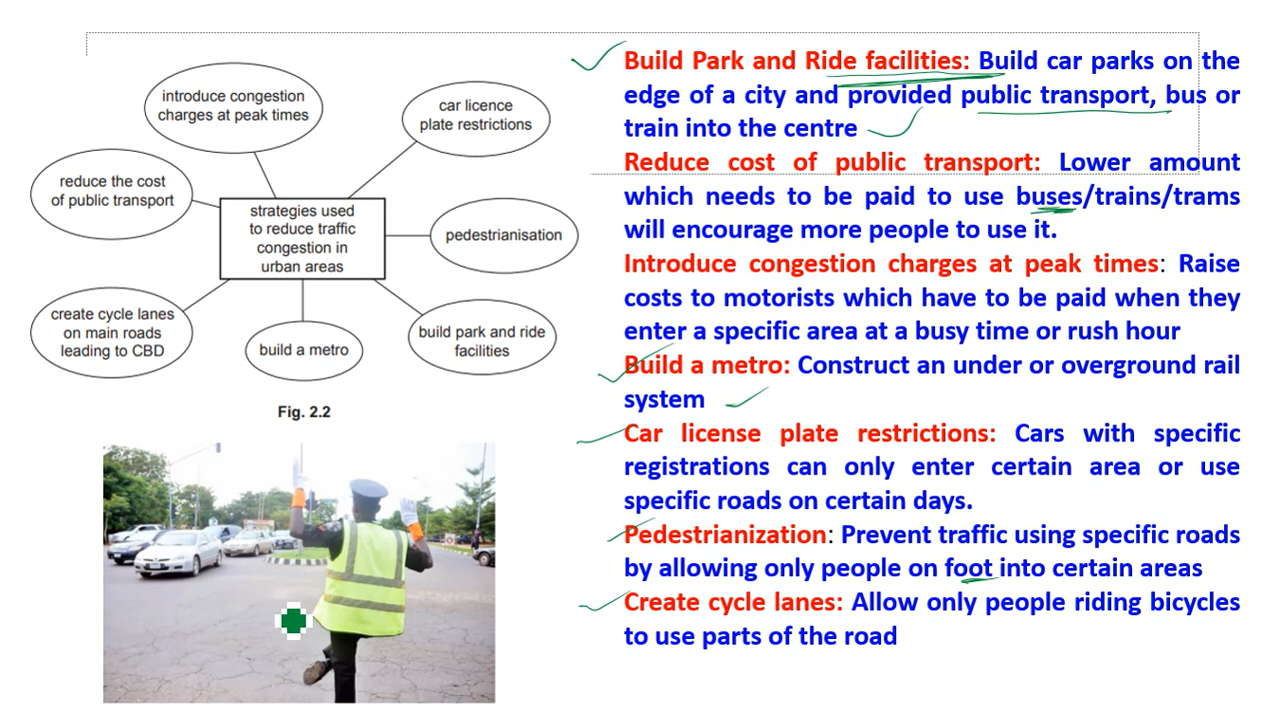 introduce congestion
charges at peak times
car licence
plate restrictions
reduce the cost
of public transport
strategies used
to reduce traffic
congestion in
urban areas
pedestrianisation
create cycle lanes
on main roads
leading to CBD
build a metro
build park and ride
facilities
Fig. 2.2
Build Park and Ride facilities: Build car parks on the
edge of a city and provided public transport, bus or
train into the centre
Reduce cost of public transport: Lower amount
which needs to be paid to use buses/trains/trams
will encourage more people to use it.
Introduce congestion charges at peak times: Raise
costs to motorists which have to be paid when they
enter a specific area at a busy time or rush hour
Build a metro: Construct an under or overground rail
system
Car license plate restrictions: Cars with specific
registrations can only enter certain area or use
specific roads on certain days.
Pedestrianization: Prevent traffic using specific roads
by allowing only people on foot into certain areas
Create cycle lanes: Allow only people riding bicycles
to use parts of the road